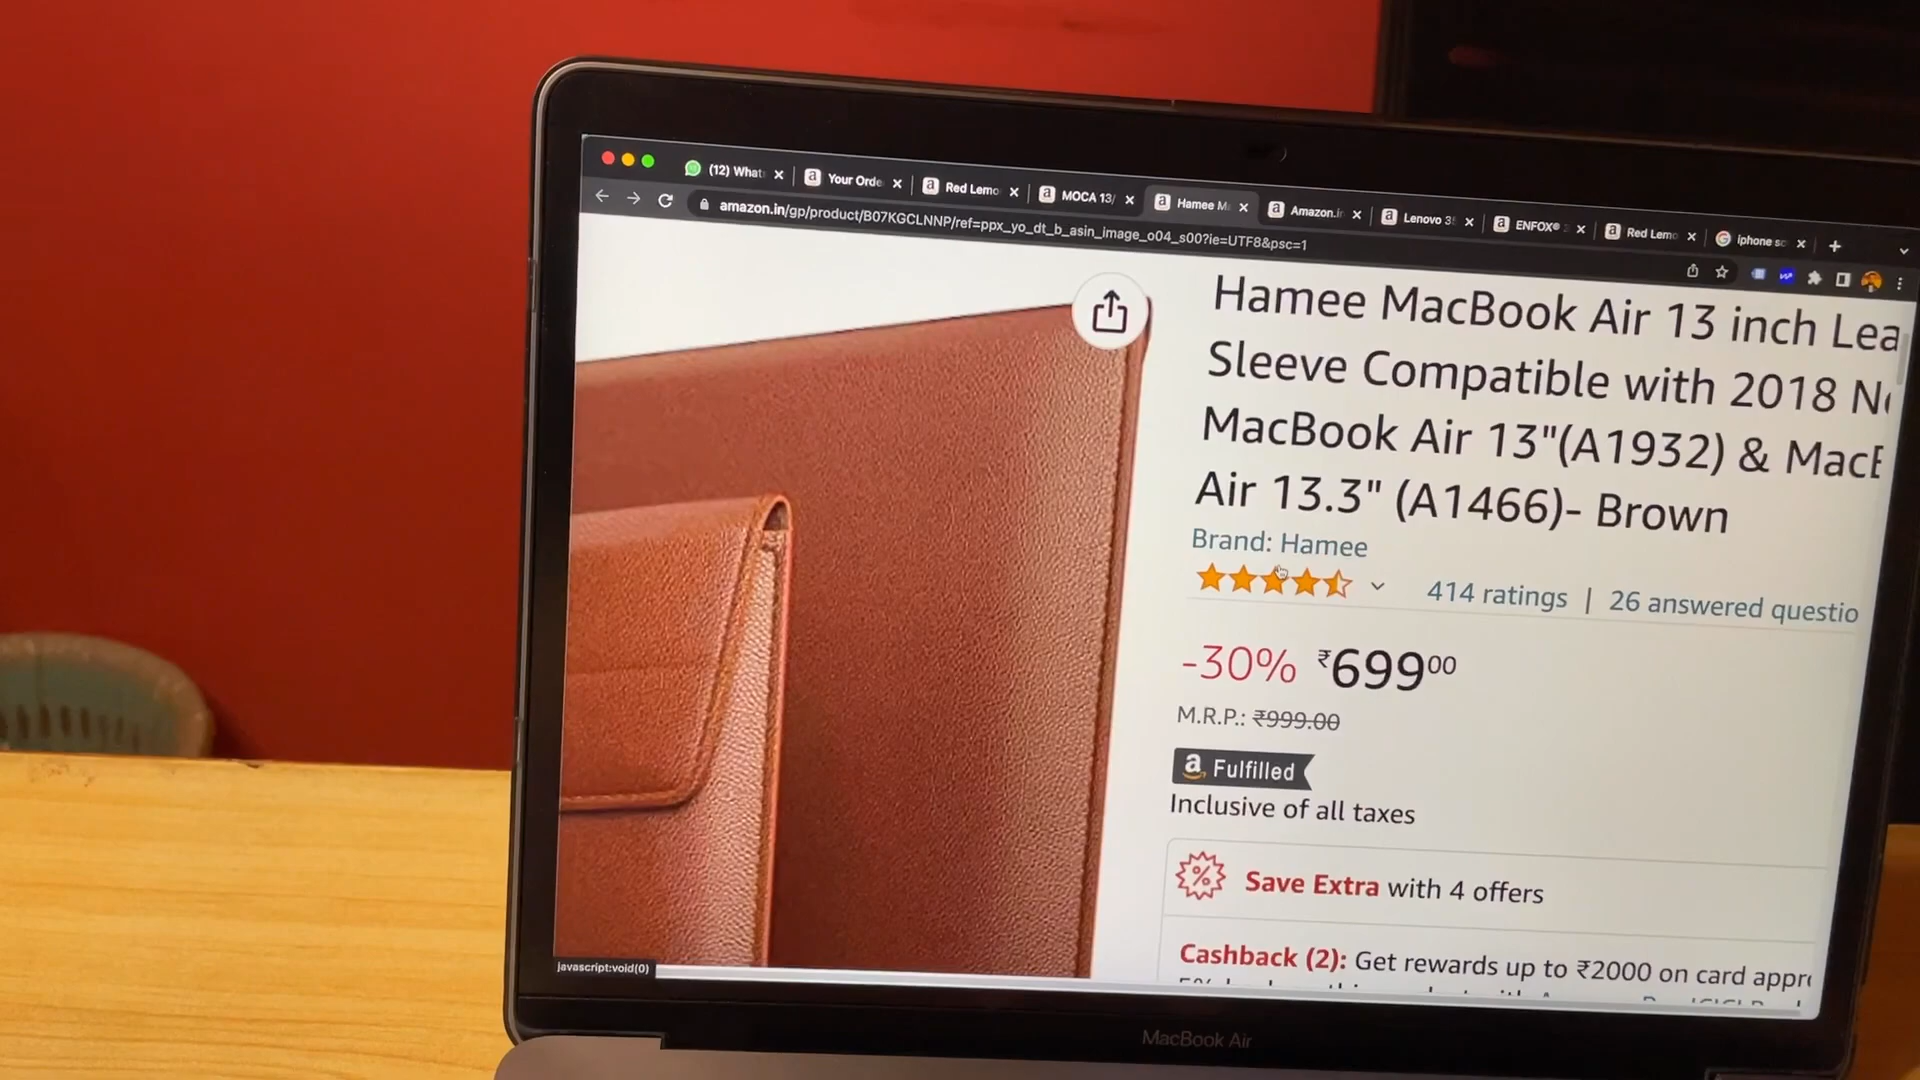 (12) What
Your Orde
Red Lemo
MOCA 13/
Hamee M
Amazon.in
Lenovo 3
ENFOX®
Red Lemo
iphone sc
amazon.in/gp/product/B07KGCLNNP/ref=ppx_yo_dt_b_asin_image_o04_s00?ie=UTF8&psc=1
Hamee MacBook Air 13 inch Lea
Sleeve Compatible with 2018 N
MacBook Air 13"(A1932) & MacB
Air 13.3" (A1466)- Brown
Brand: Hamee
414 ratings | 26 answered questio
-30% ₹69900
M.R.P.: ₹999.00
a Fulfilled
Inclusive of all taxes
Save Extra with 4 offers
Cashback (2): Get rewards up to ₹2000 on card appr
javascript:void(0)
MacBook Air